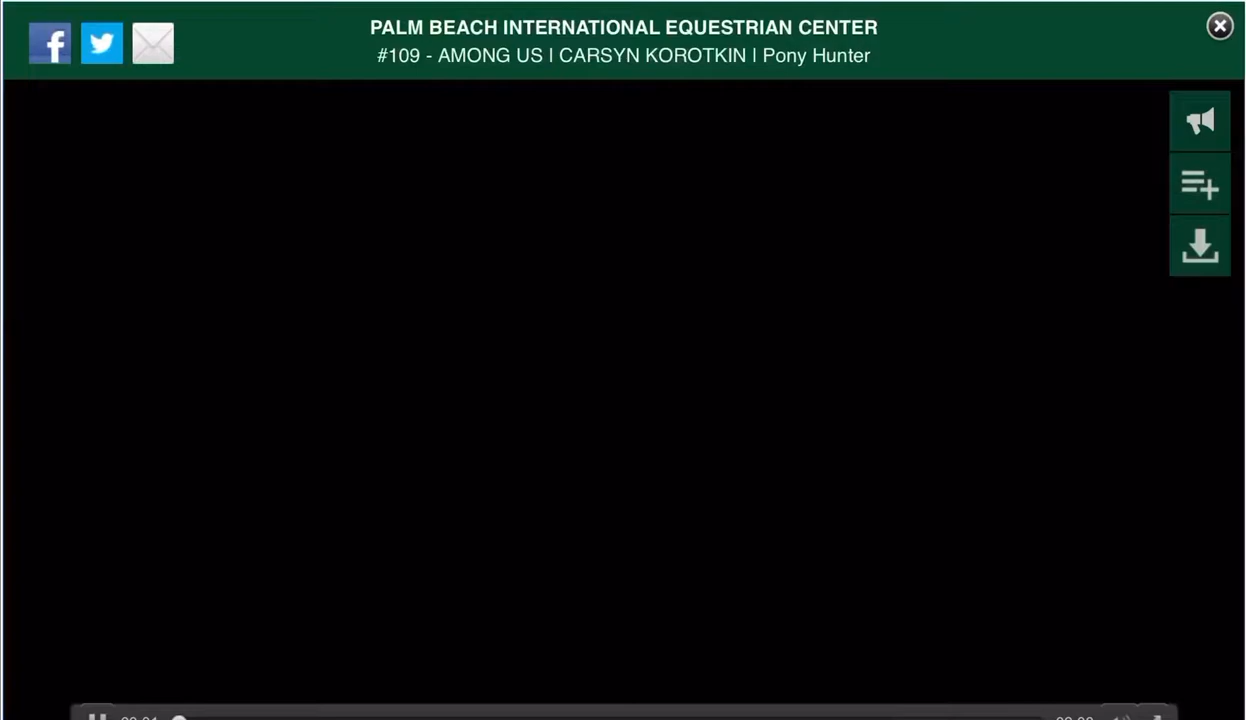 PALM BEACH INTERNATIONAL EQUESTRIAN CENTER
#109 - AMONG US | CARSYN KOROTKIN | Pony Hunter